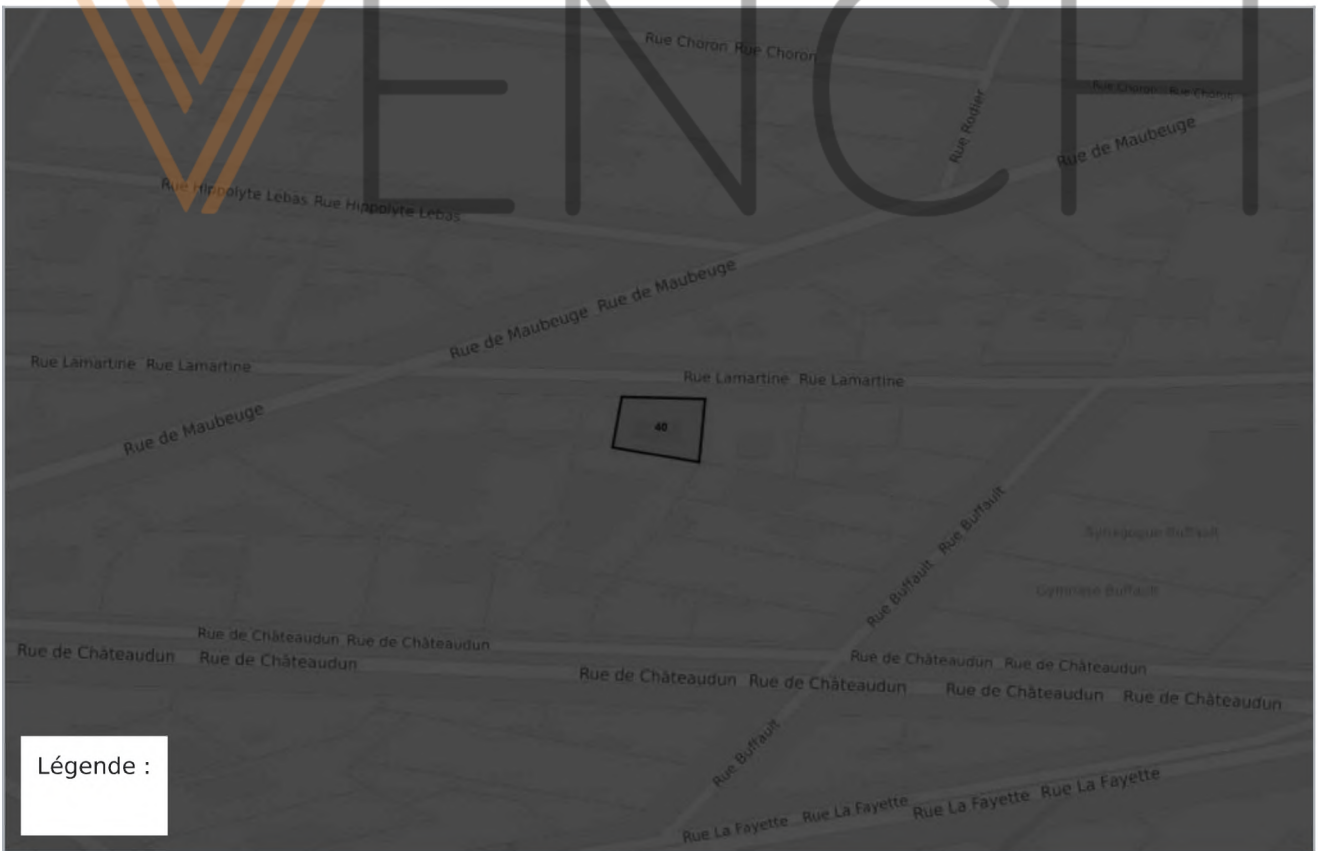 VENCH
Rue Choron Rue Choron
Rue Choron Rue Choron
Rue Rodier
Rue de Maubeuge
Rue Hippolyte Lebas Rue Hippolyte Lebas
Rue de Maubeuge Rue de Maubeuge
Rue Lamartine Rue Lamartine
Rue Lamartine Rue Lamartine
Rue de Maubeuge
40
Rue Buffault Rue Buffault
Synagogue Buffault
Gymnase Buffault
Rue de Châteaudun Rue de Châteaudun
Rue de Châteaudun Rue de Châteaudun
Rue de Châteaudun Rue de Châteaudun
Rue de Châteaudun Rue de Châteaudun
Rue de Châteaudun Rue de Châteaudun
Rue Buffault
Légende :
Rue La Fayette Rue La Fayette
Rue La Fayette Rue La Fayette